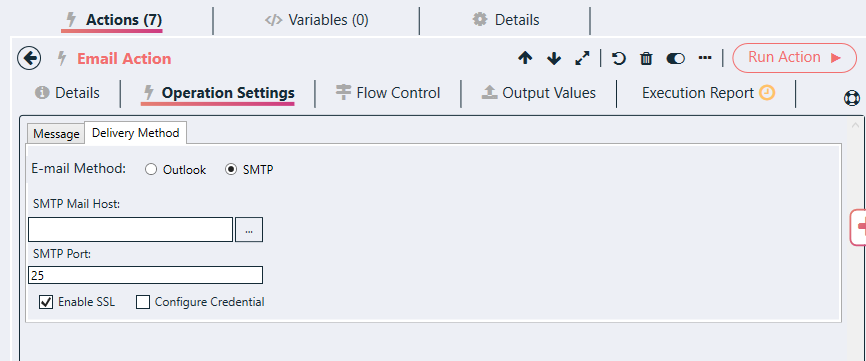 Actions (7)
</> Variables (0)
Details
Email Action
Run Action
Details
Operation Settings
Flow Control
Output Values
Execution Report
Message
Delivery Method
E-mail Method:
Outlook
SMTP
SMTP Mail Host:
...
SMTP Port:
25
Enable SSL
Configure Credential